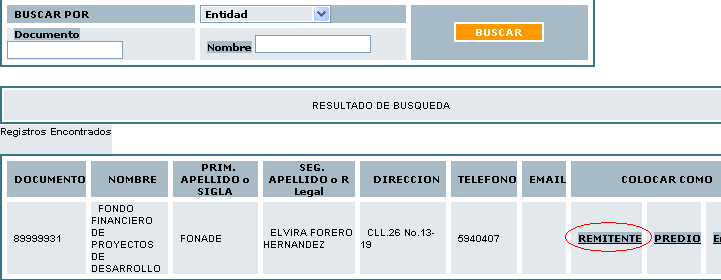 BUSCAR POR
Entidad
Documento
Nombre
BUSCAR
RESULTADO DE BUSQUEDA
Registros Encontrados
DOCUMENTO
NOMBRE
PRIM.
APELLIDO o
SIGLA
SEG.
APELLIDO o R
Legal
DIRECCION
TELEFONO
EMAIL
COLOCAR COMO
89999931
FONDO
FINANCIERO
DE
PROYECTOS
DE
DESARROLLO
FONADE
ELVIRA FORERO
HERNANDEZ
CLL.26 No.13-
19
5940407
REMITENTE
PREDIO